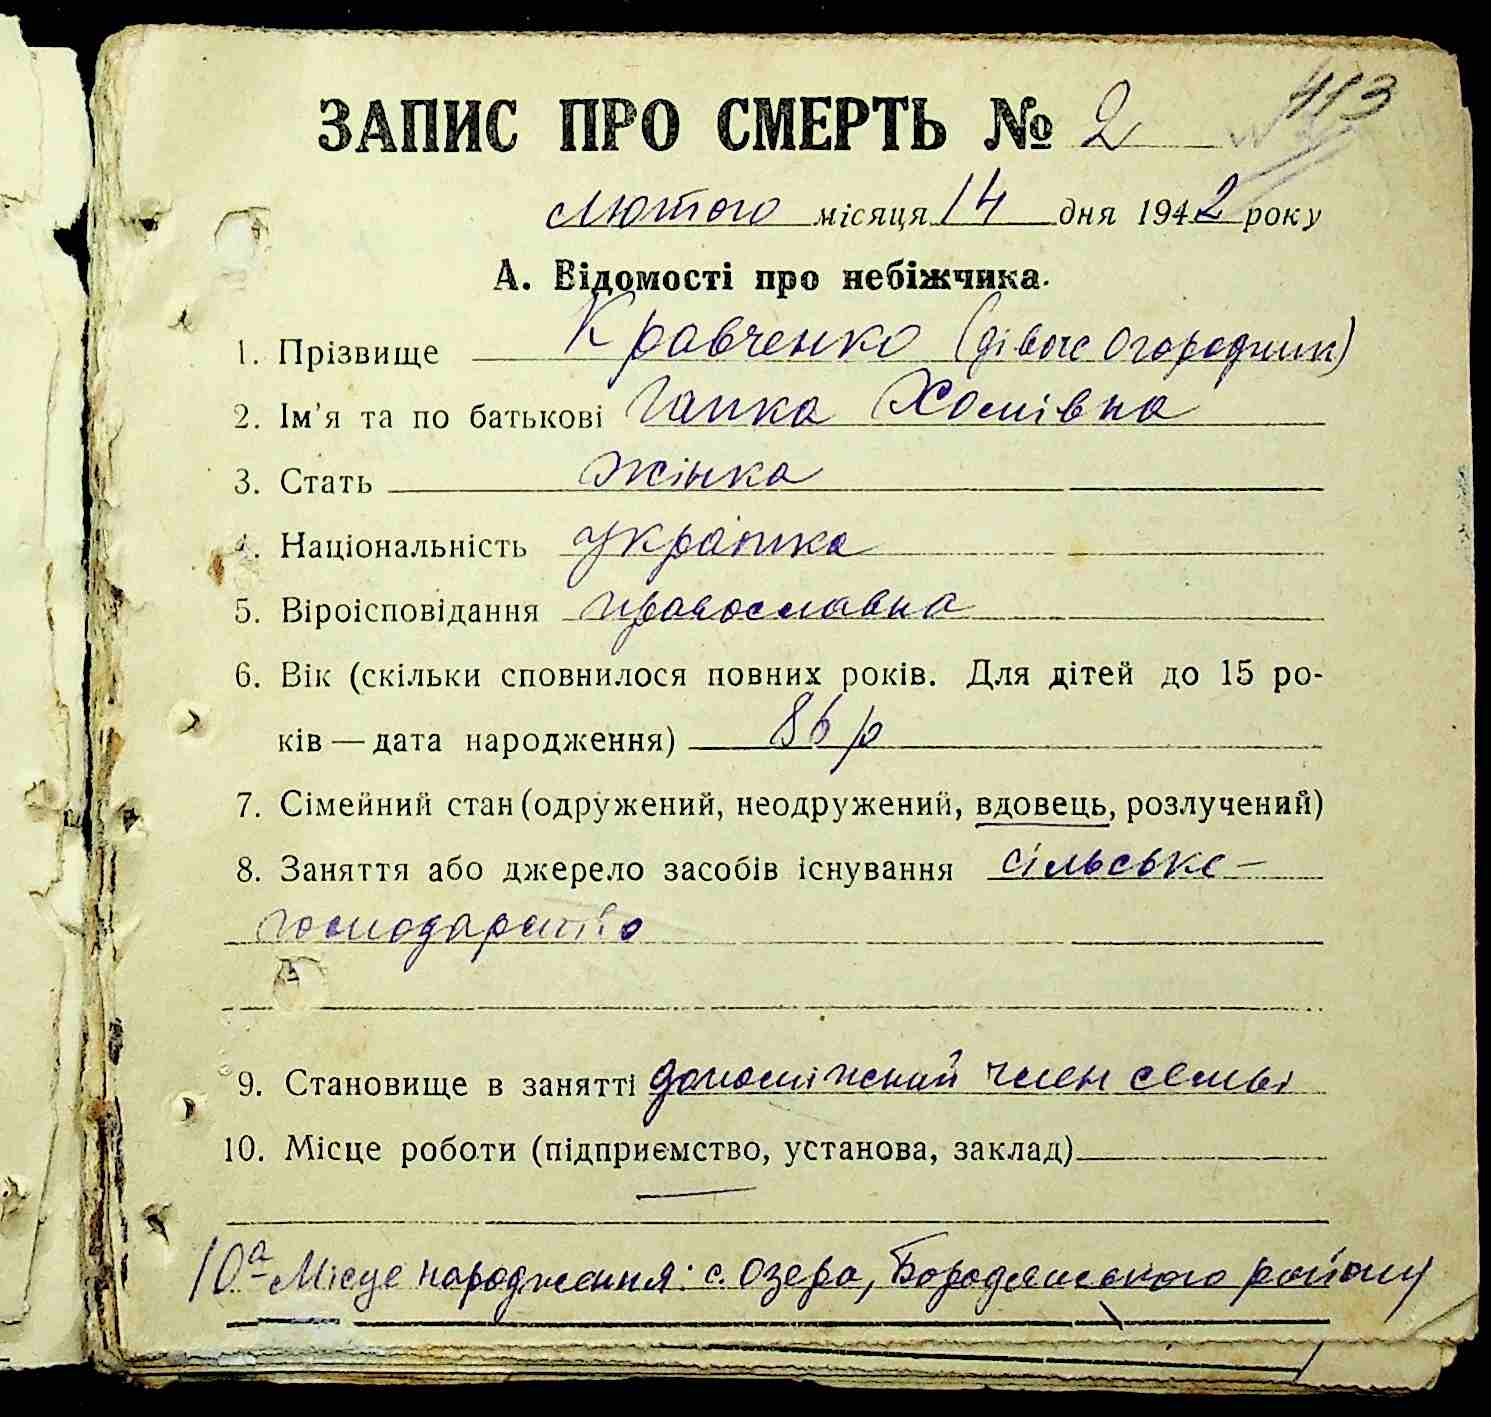 413
ЗАПИС ПРО СМЕРТЬ № 2
лютого місяця 14 дня 1942 року
А. Відомості про небіжчика.
1. Прізвище Кравченко (дівоче Огородник)
2. Ім'я та по батькові Гапка Хомівна
3. Стать жінка
4. Національність українка
5. Віроісповідання православна
6. Вік (скільки сповнилося повних років. Для дітей до 15 ро-
ків — дата народження) 86 р
7. Сімейний стан (одружений, неодружений, вдовець, розлучений)
8. Заняття або джерело засобів існування сільське-
господарство
9. Становище в занятті допоміжний член семьі
10. Місце роботи (підприємство, установа, заклад)
—
10а - Місце народження: с. Озера, Бородянського району